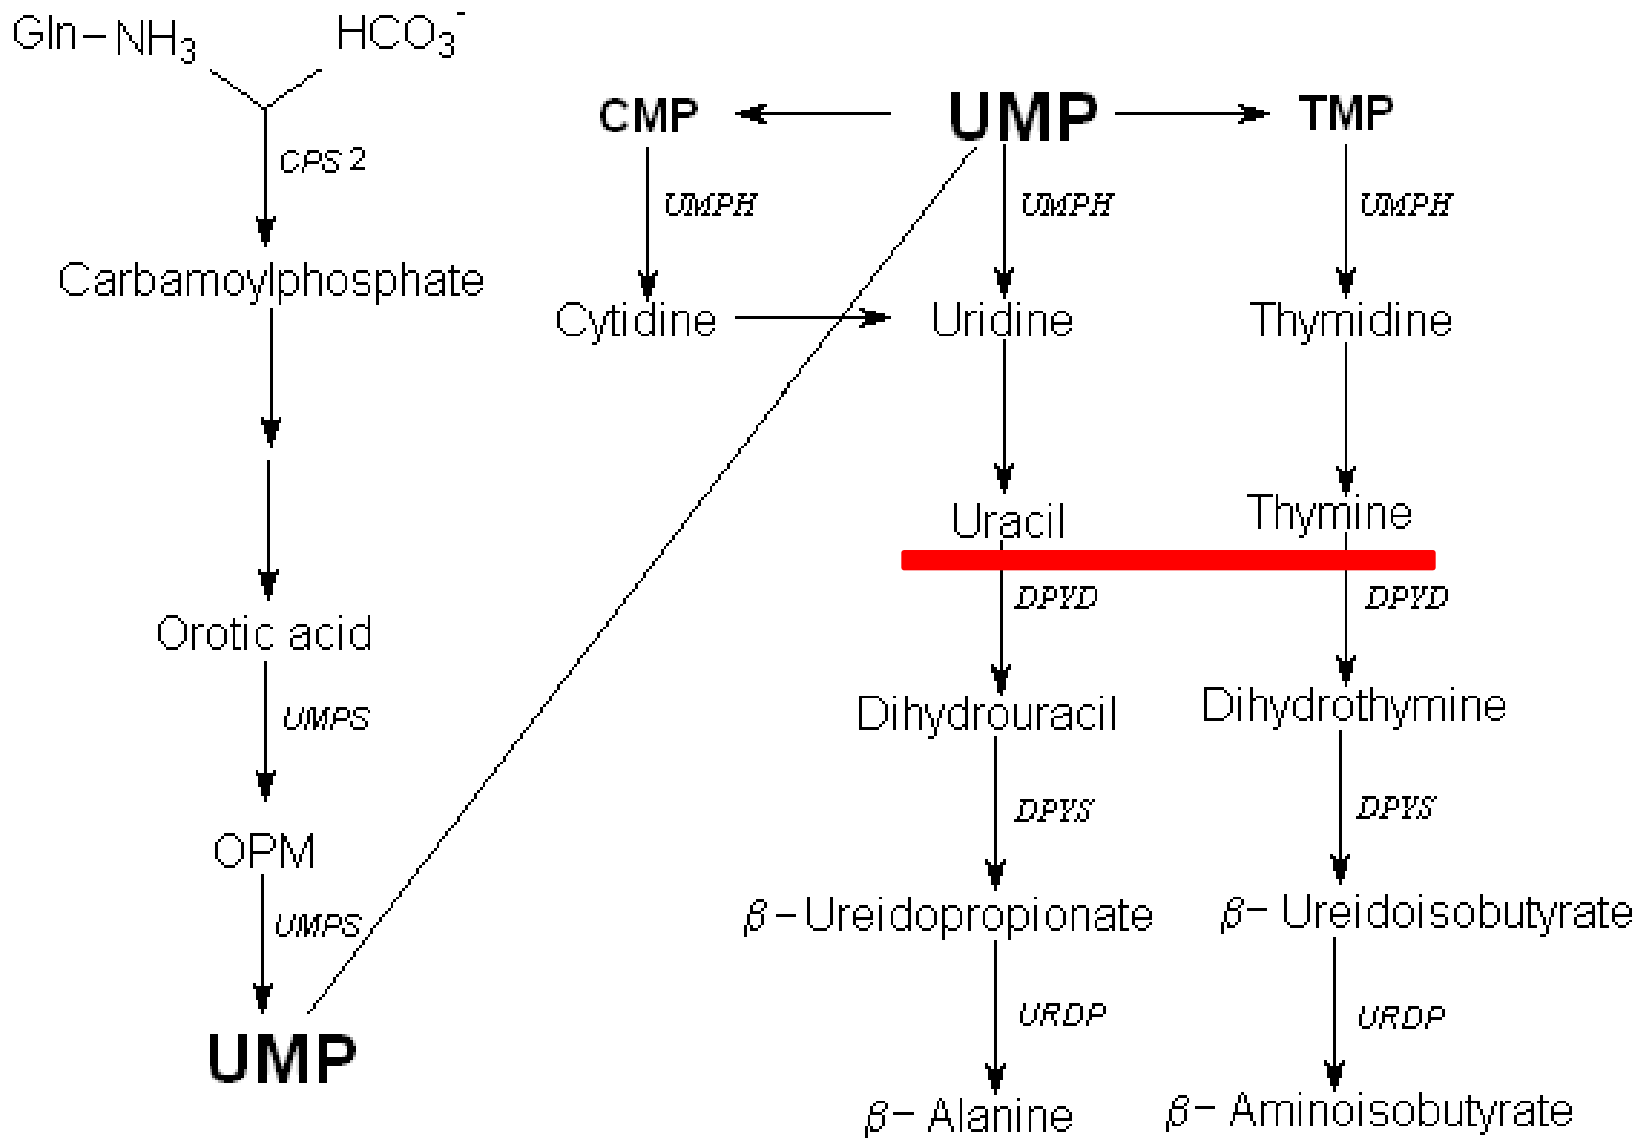 Gln–NH3 HCO3-
CPS 2
Carbamoylphosphate
Orotic acid
UMPS
OPM
UMPS
UMP
CMP UMP TMP
UMPH UMPH UMPH
Cytidine Uridine Thymidine
Uracil Thymine
DPYD DPYD
Dihydrouracil Dihydrothymine
DPYS DPYS
β–Ureidopropionate β– Ureidoisobutyrate
URDP URDP
β– Alanine β– Aminoisobutyrate